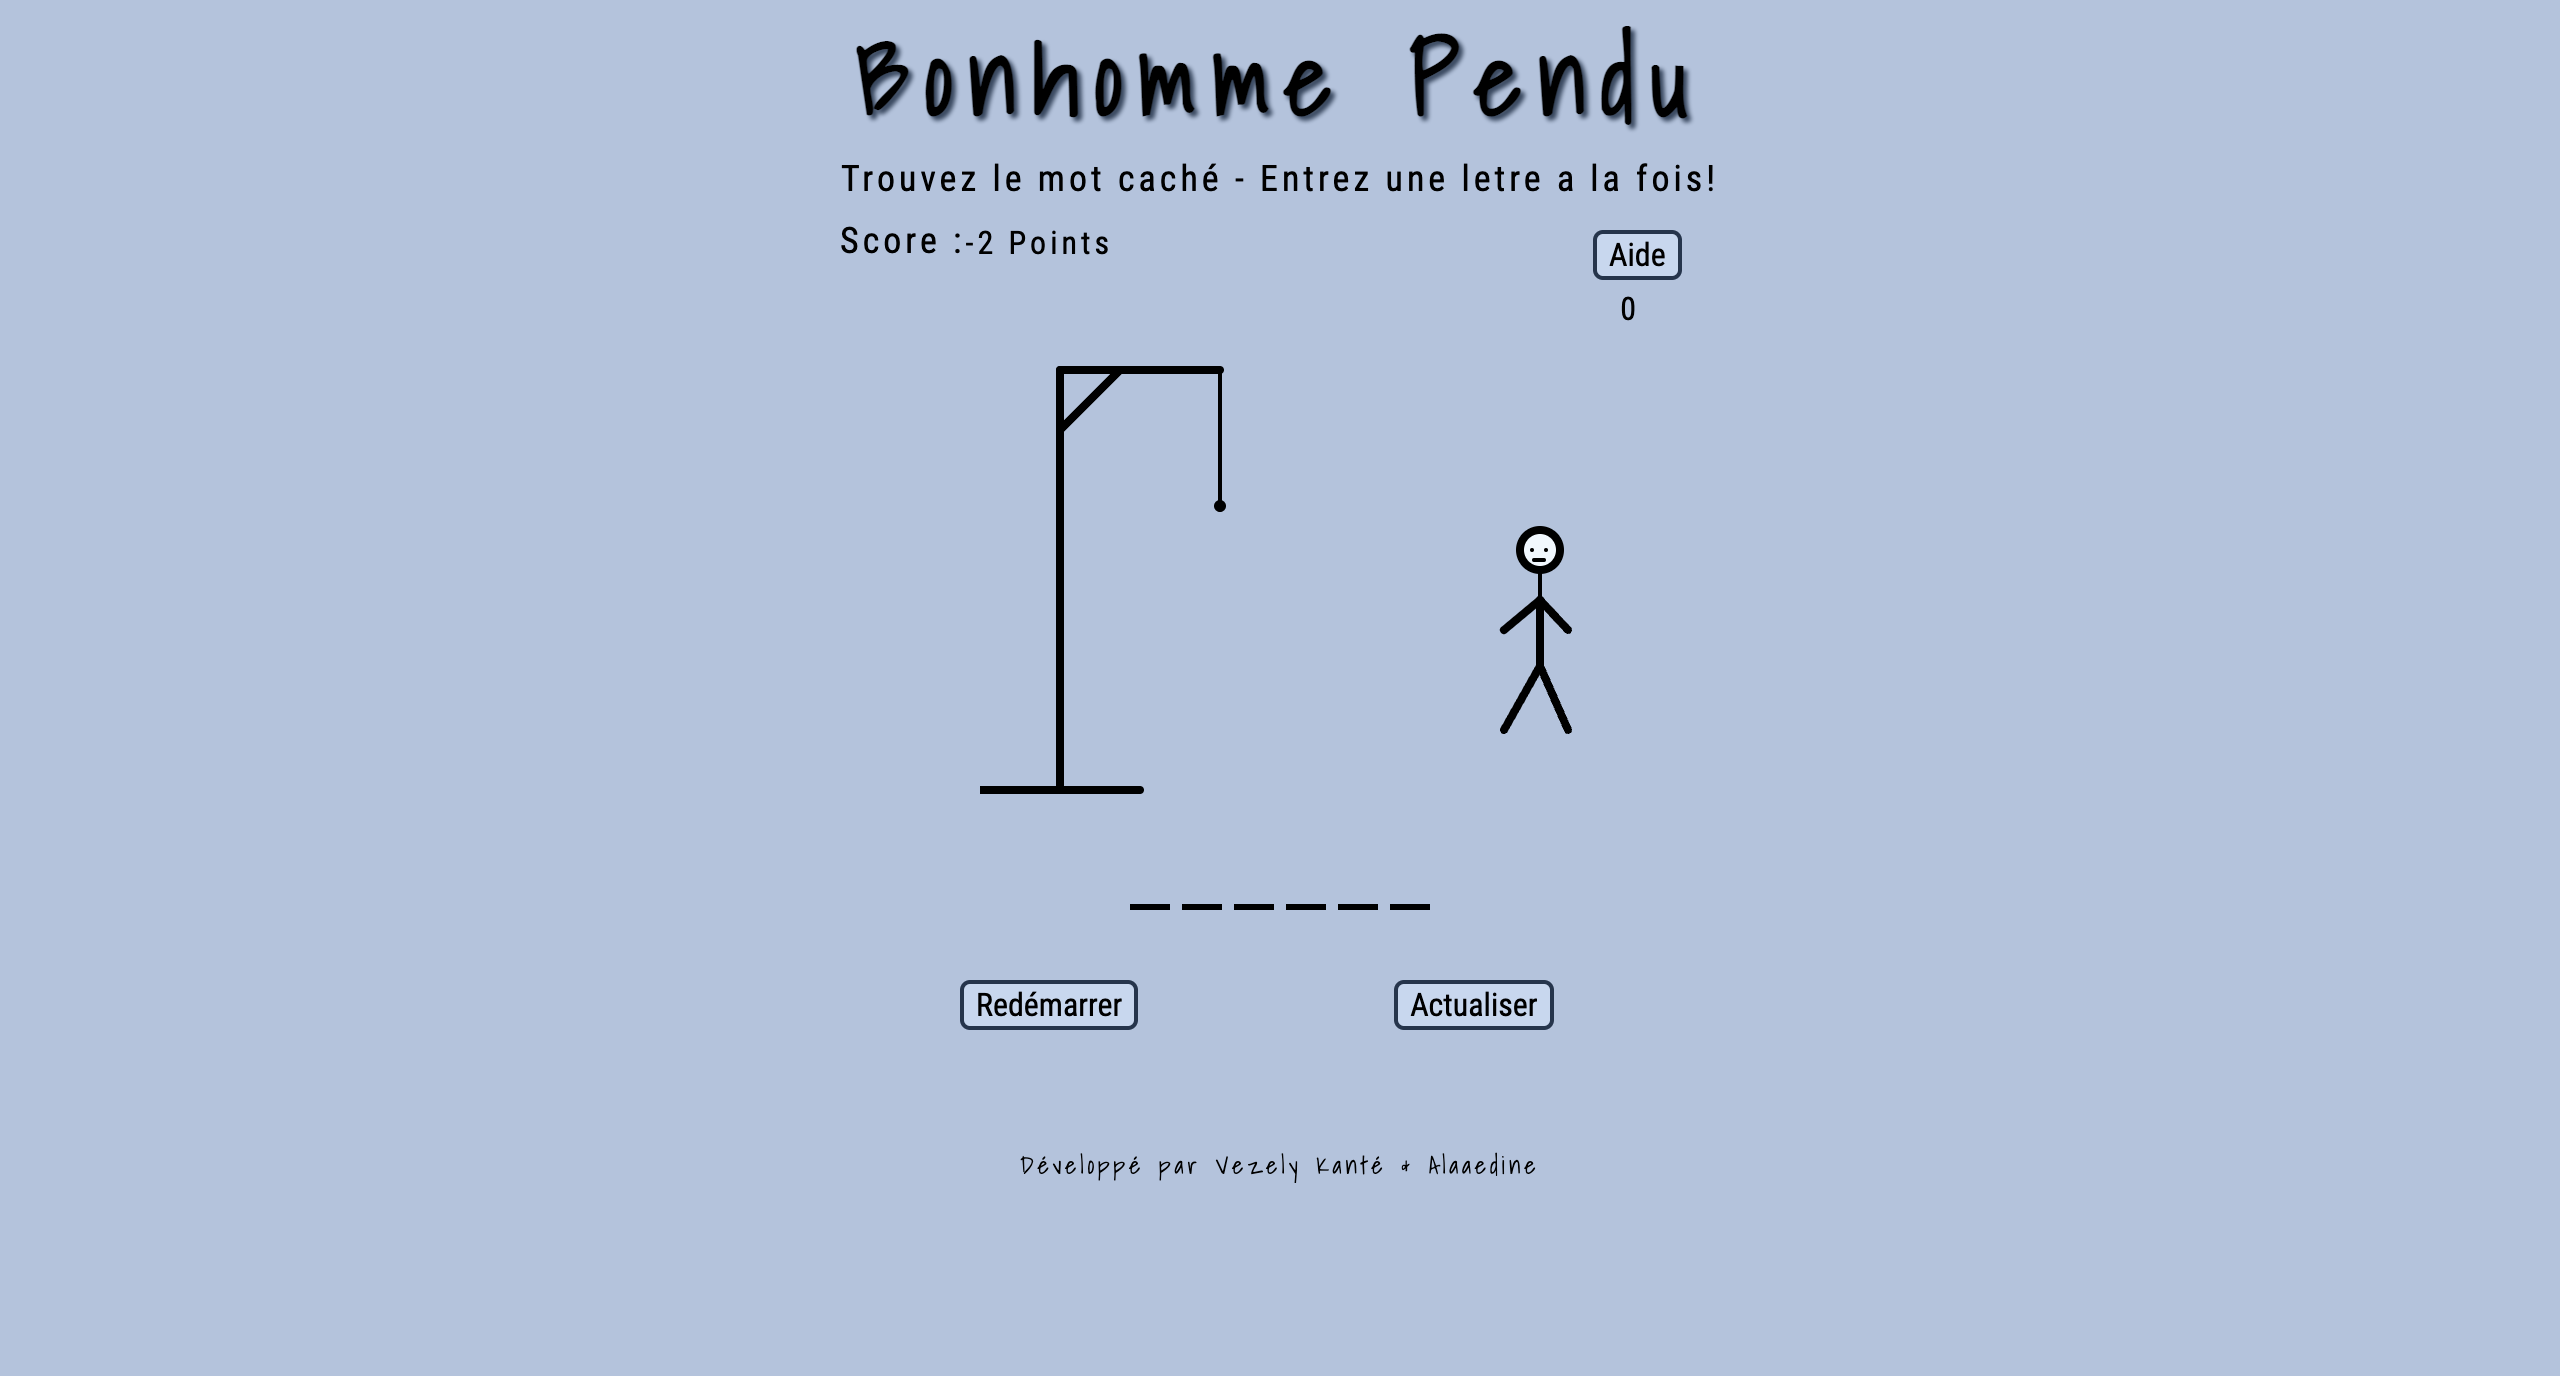 Bonhomme Pendu
Trouvez le mot caché - Entrez une letre a la fois!
Score :-2 Points
Aide
0
Redémarrer
Actualiser
Développé par Vezely Kanté & Alaaedine